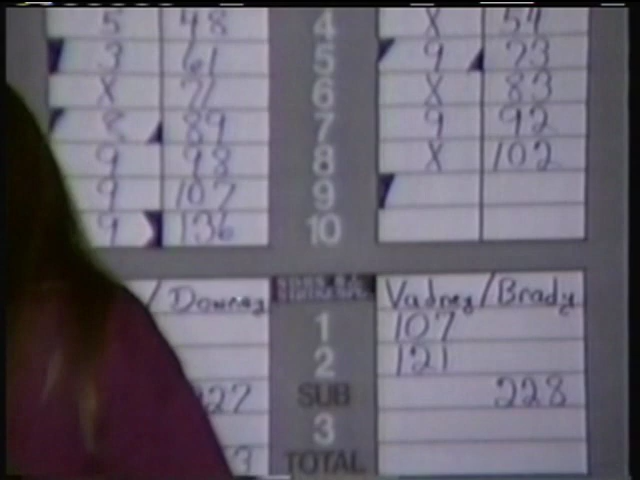 5 48 4 X 54
3 61 5 9 73
X 71 6 X 83
8 89 7 9 92
9 98 8 X 102
9 107 9
9 136 10
/ Downey Vadney/Brady
1 107
2 121
227 SUB 228
3
3 TOTAL